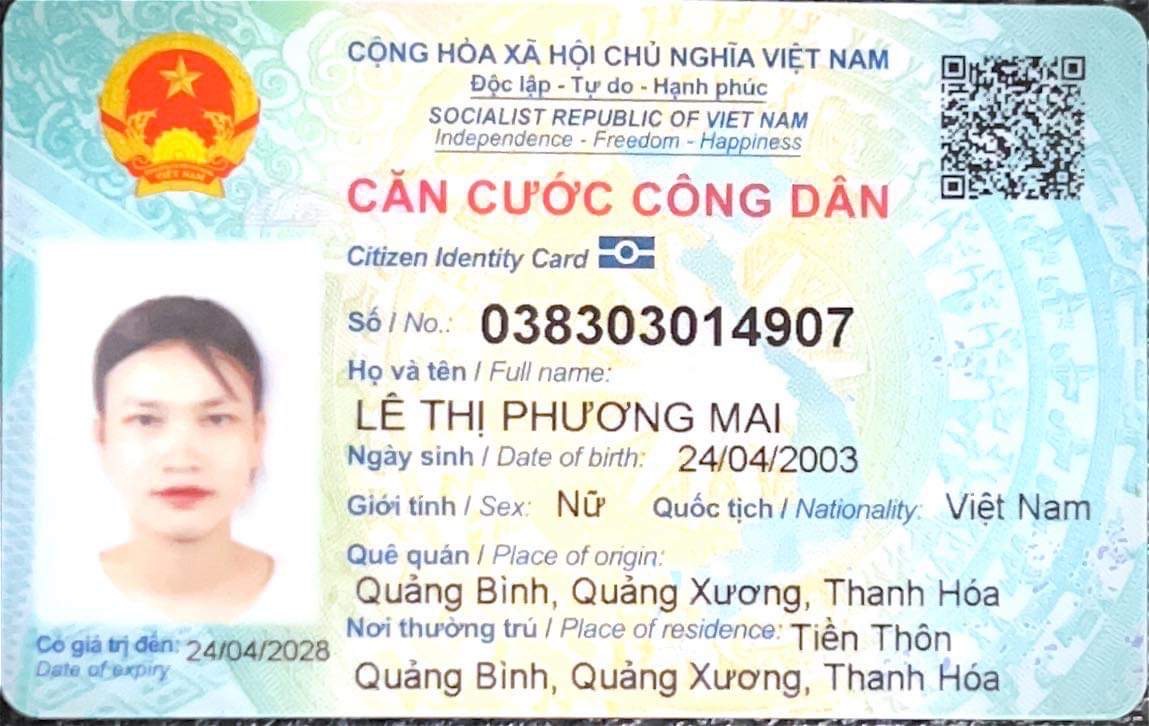 CỘNG HÒA XÃ HỘI CHỦ NGHĨA VIỆT NAM
Độc lập - Tự do - Hạnh phúc
SOCIALIST REPUBLIC OF VIET NAM
Independence - Freedom - Happiness
CĂN CƯỚC CÔNG DÂN
Citizen Identity Card
VIỆT NAM
Số / No.: 038303014907
Họ và tên / Full name:
LÊ THỊ PHƯƠNG MAI
Ngày sinh / Date of birth: 24/04/2003
Giới tính / Sex: Nữ Quốc tịch / Nationality: Việt Nam
Quê quán / Place of origin:
Quảng Bình, Quảng Xương, Thanh Hóa
Nơi thường trú / Place of residence: Tiền Thôn
Quảng Bình, Quảng Xương, Thanh Hóa
Có giá trị đến: 24/04/2028
Date of expiry